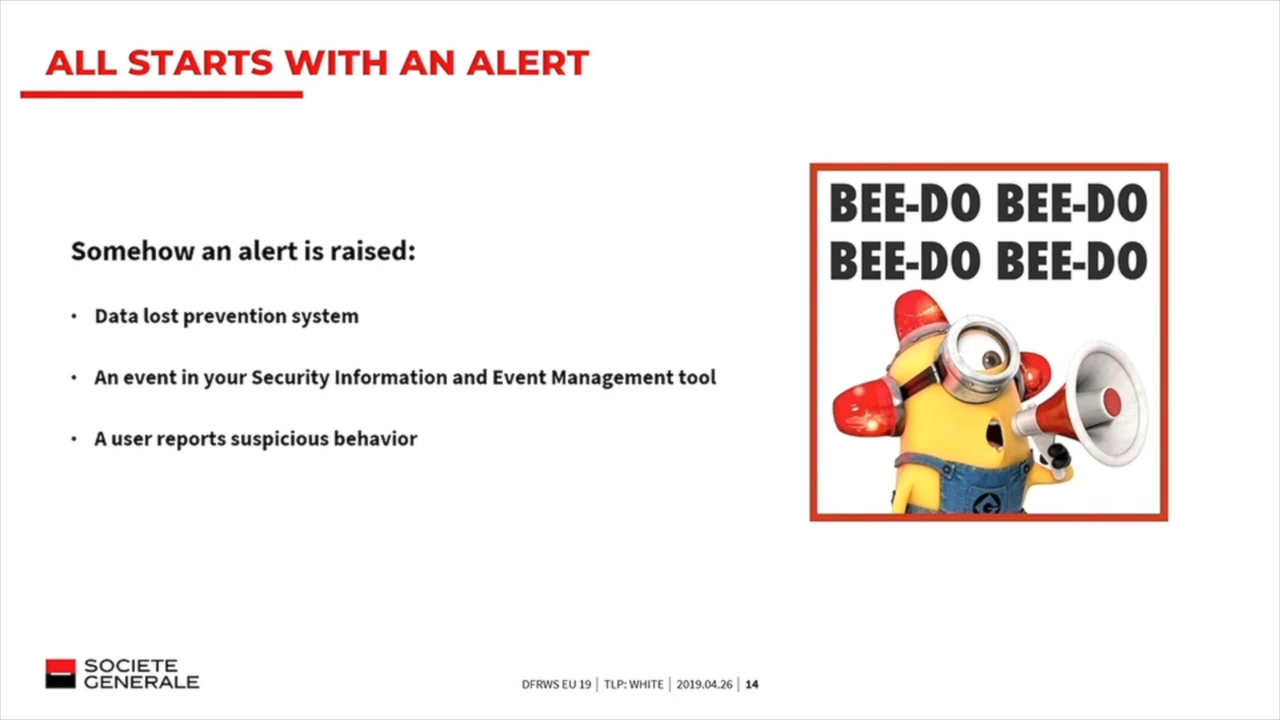 ALL STARTS WITH AN ALERT
BEE-DO BEE-DO
BEE-DO BEE-DO
Somehow an alert is raised:
• Data lost prevention system
• An event in your Security Information and Event Management tool
• A user reports suspicious behavior
SOCIETE
GENERALE
DFRWS EU 19 | TLP: WHITE | 2019.04.26 | 14